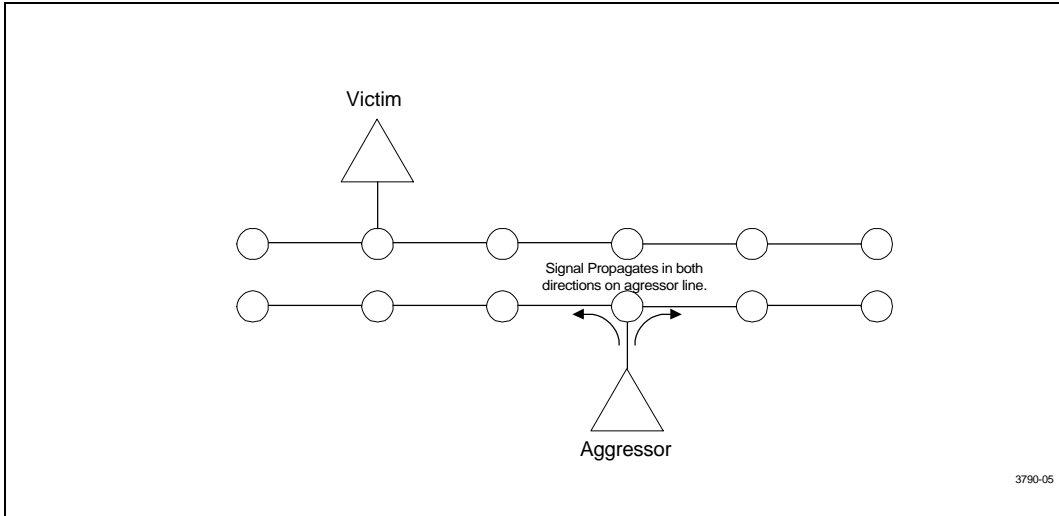 Victim
Signal Propagates in both
directions on agressor line.
Aggressor
3790-05